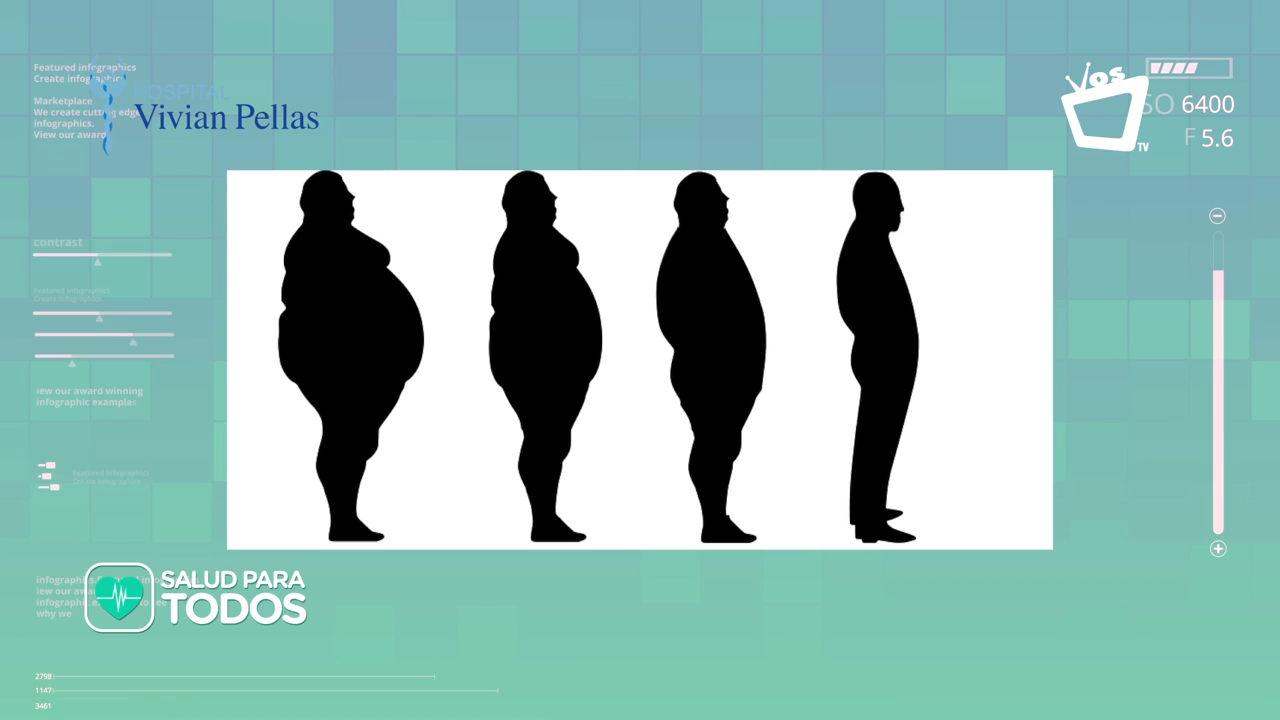 Featured infographics
Create infographics
Marketplace
We create cutting edge
infographics.
View our award
HOSPITAL
Vivian Pellas
VOS
TV
ISO 6400
F 5.6
contrast
Featured infographics
Create infographics
iew our award winning
infographic examples
Featured infographics
Create infographics
infographics.
iew our
infographic
why we
SALUD PARA
TODOS
2798
1147
3461